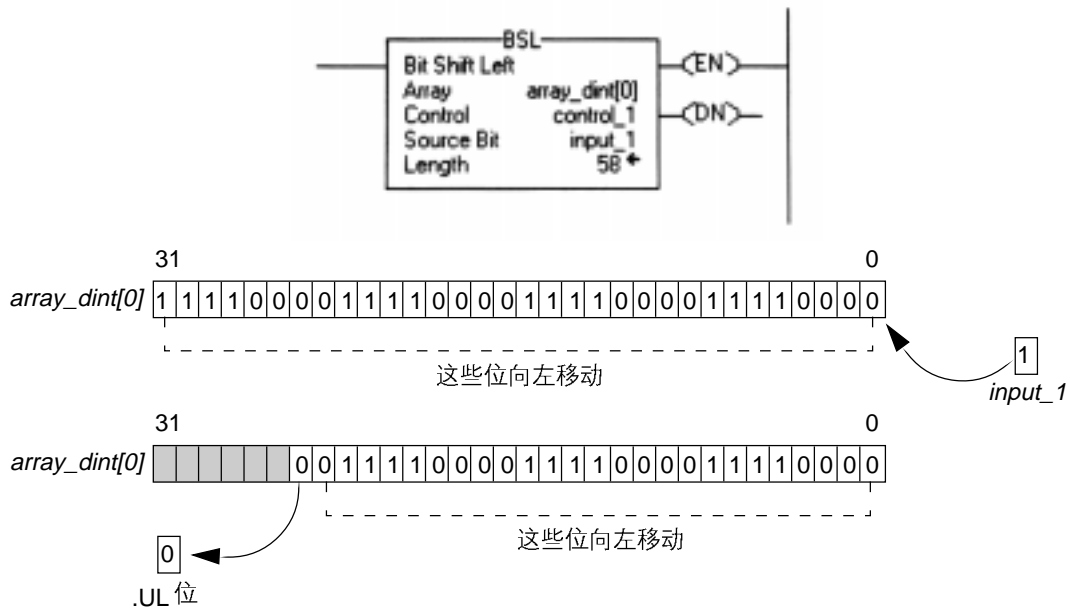 BSL
Bit Shift Left
Array array_dint[0]
Control control_1
Source Bit input_1
Length 58
EN
DN
31 0
array_dint[0] 1 1 1 1 0 0 0 0 1 1 1 1 0 0 0 0 1 1 1 1 0 0 0 0 1 1 1 1 0 0 0 0
这些位向左移动
1
input_1
31 0
array_dint[0] 0 0 1 1 1 1 0 0 0 0 1 1 1 1 0 0 0 0 1 1 1 1 0 0 0 0
这些位向左移动
0
.UL 位